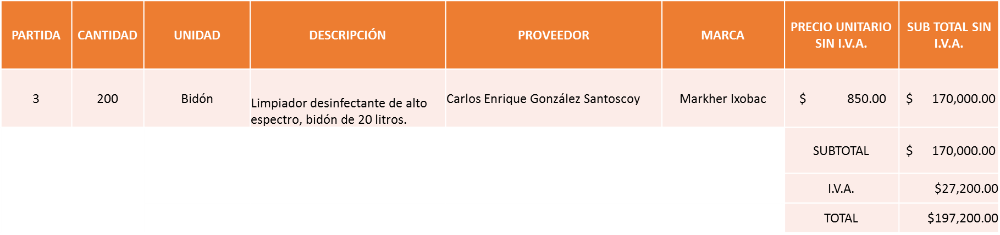 PARTIDA CANTIDAD UNIDAD DESCRIPCIÓN PROVEEDOR MARCA PRECIO UNITARIO SIN I.V.A. SUB TOTAL SIN I.V.A.
3 200 Bidón Limpiador desinfectante de alto espectro, bidón de 20 litros. Carlos Enrique González Santoscoy Markher Ixobac $ 850.00 $ 170,000.00
SUBTOTAL $ 170,000.00
I.V.A. $27,200.00
TOTAL $197,200.00